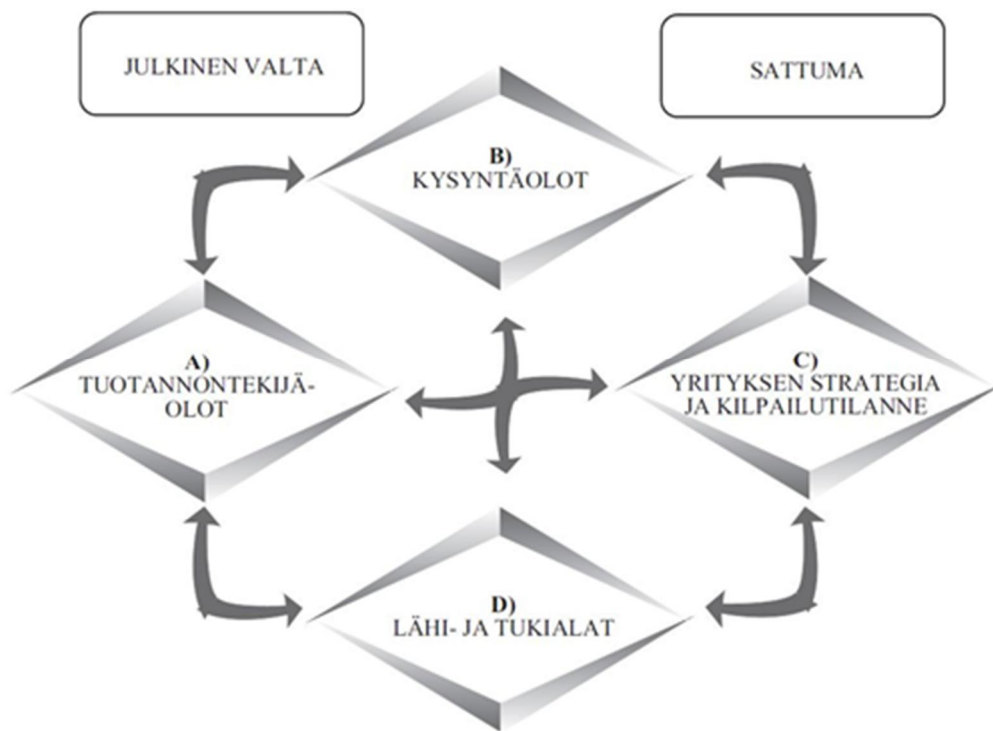 JULKINEN VALTA
SATTUMA
B)
KYSYNTÄOLOT
A)
TUOTANNONTEKIJÄ-
OLOT
C)
YRITYKSEN STRATEGIA
JA KILPAILUTILANNE
D)
LÄHI- JA TUKIALAT